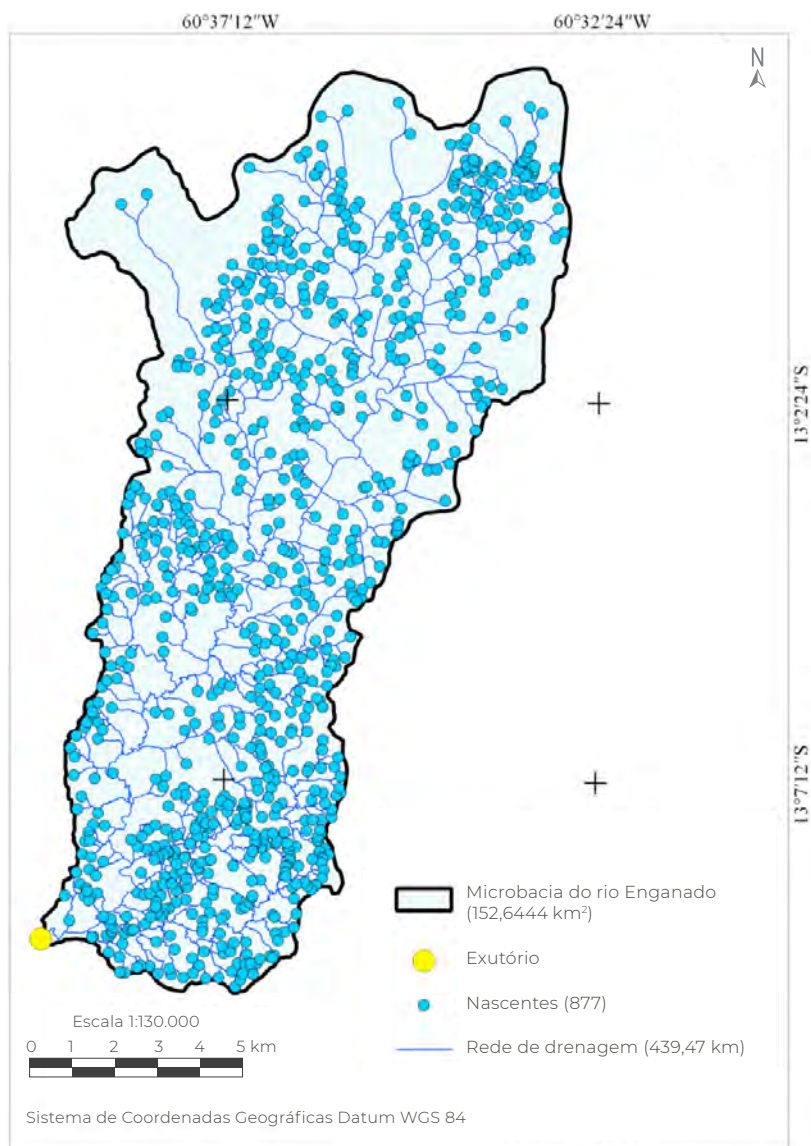 60°37'12"W
60°32'24"W
N
13°2'24"S
13°7'12"S
Microbacia do rio Enganado
(152,6444 km²)
Exutório
Nascentes (877)
Rede de drenagem (439,47 km)
Escala 1:130.000
0 1 2 3 4 5 km
Sistema de Coordenadas Geográficas Datum WGS 84